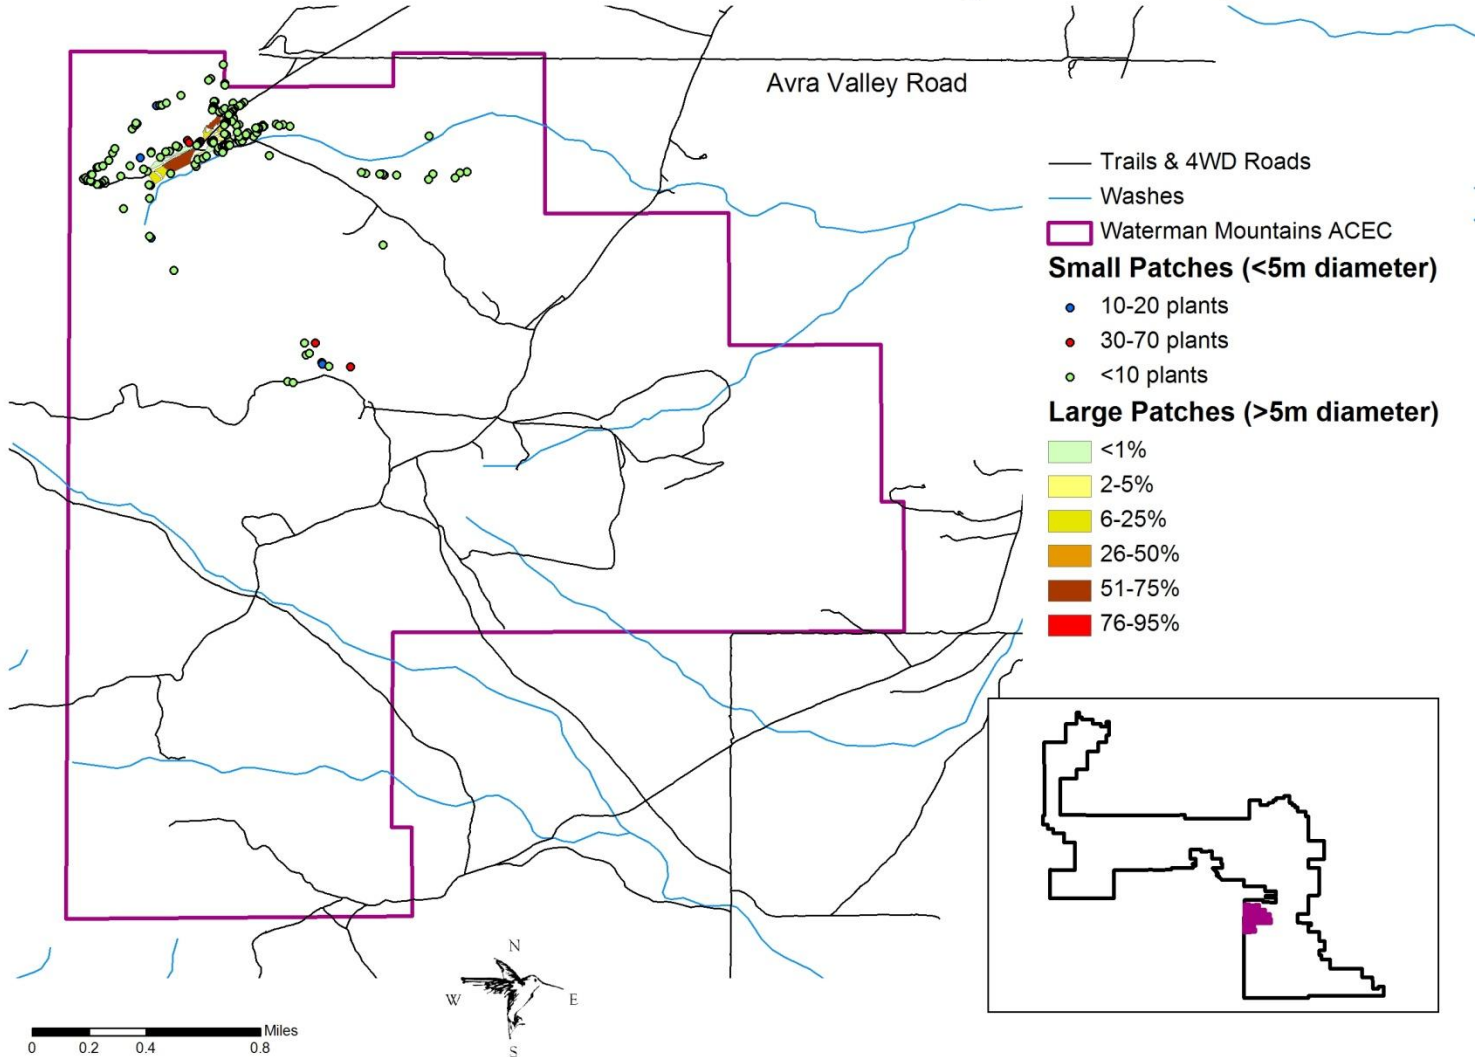 Avra Valley Road
Trails & 4WD Roads
Washes
Waterman Mountains ACEC
Small Patches (<5m diameter)
10-20 plants
30-70 plants
<10 plants
Large Patches (>5m diameter)
<1%
2-5%
6-25%
26-50%
51-75%
76-95%
N
W
E
S
Miles
0 0.2 0.4 0.8